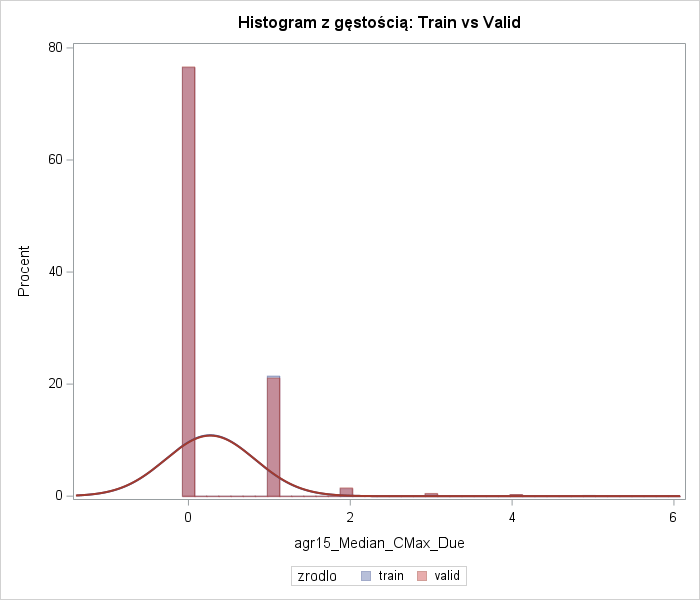 Histogram z gęstością: Train vs Valid
80
60
40
20
0
Procent
0 2 4 6
agr15_Median_CMax_Due
zrodlo train valid